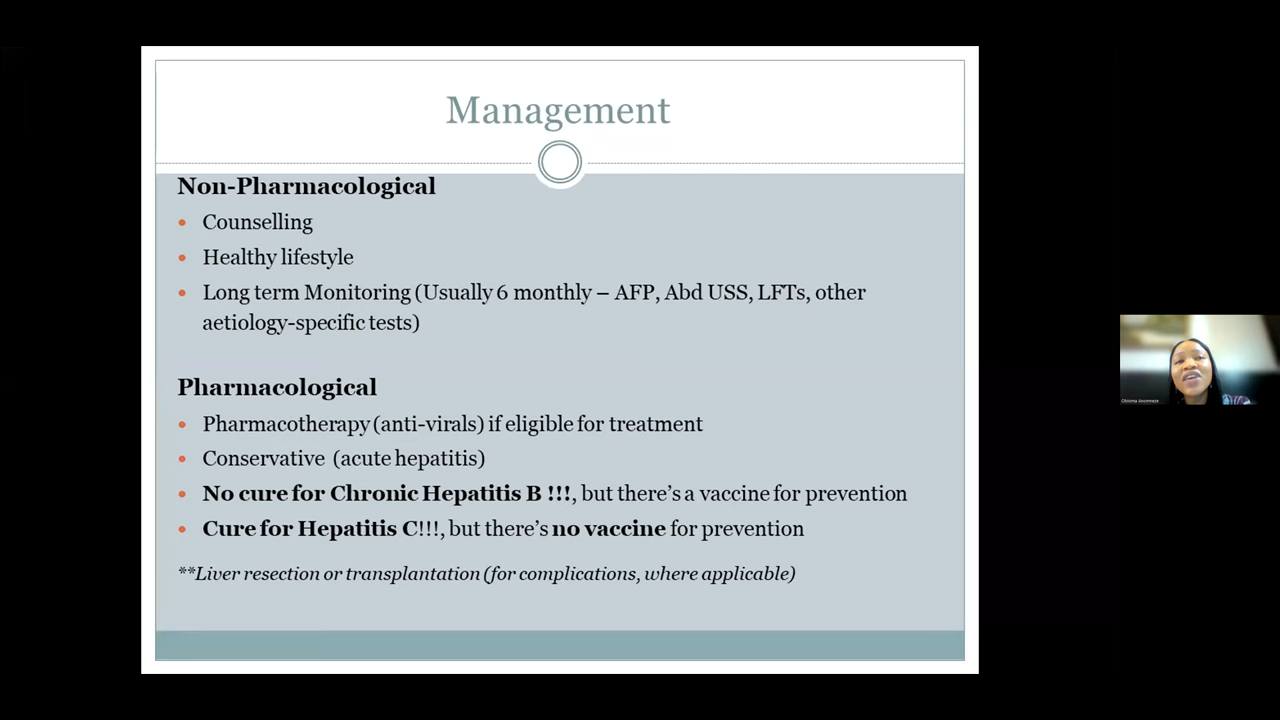 Management
Non-Pharmacological
• Counselling
• Healthy lifestyle
• Long term Monitoring (Usually 6 monthly – AFP, Abd USS, LFTs, other
aetiology-specific tests)
Pharmacological
• Pharmacotherapy (anti-virals) if eligible for treatment
• Conservative (acute hepatitis)
• No cure for Chronic Hepatitis B !!!, but there's a vaccine for prevention
• Cure for Hepatitis C!!!, but there's no vaccine for prevention
**Liver resection or transplantation (for complications, where applicable)